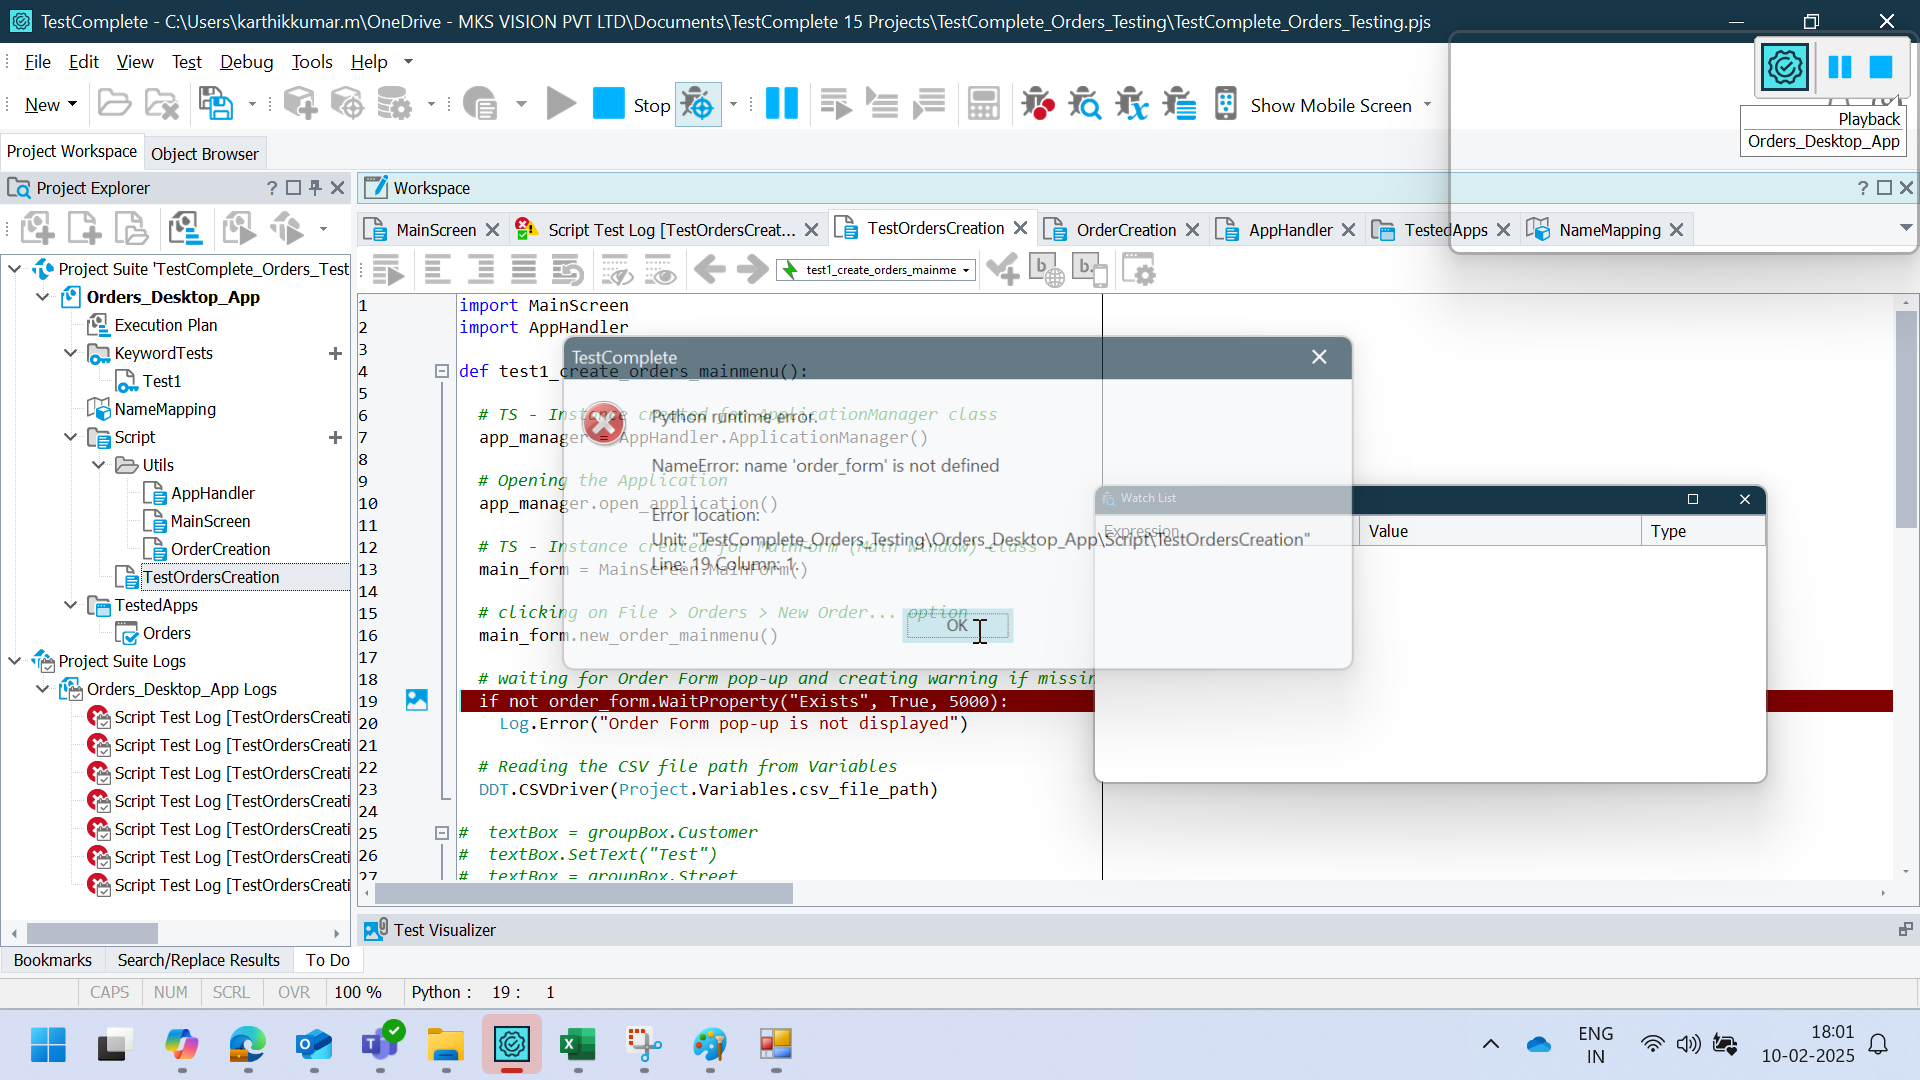 TestComplete - C:\Users\karthikkumar.m\OneDrive - MKS VISION PVT LTD\Documents\TestComplete 15 Projects\TestComplete_Orders_Testing\TestComplete_Orders_Testing.pjs
File Edit View Test Debug Tools Help
New Stop Show Mobile Screen
Playback
Orders_Desktop_App
Project Workspace Object Browser
Project Explorer
Workspace
MainScreen
Script Test Log [TestOrdersCreat...
TestOrdersCreation
OrderCreation
AppHandler
TestedApps
NameMapping
test1_create_orders_mainme
Project Suite 'TestComplete_Orders_Test
Orders_Desktop_App
Execution Plan
KeywordTests
Test1
NameMapping
Script
Utils
AppHandler
MainScreen
OrderCreation
TestOrdersCreation
TestedApps
Orders
Project Suite Logs
Orders_Desktop_App Logs
Script Test Log [TestOrdersCreati
Script Test Log [TestOrdersCreati
Script Test Log [TestOrdersCreati
Script Test Log [TestOrdersCreati
Script Test Log [TestOrdersCreati
Script Test Log [TestOrdersCreati
Script Test Log [TestOrdersCreati
1 import MainScreen
2 import AppHandler
3
4 def test1_create_orders_mainmenu():
5
6 # TS - Instance created for ApplicationManager class
7 app_manager = AppHandler.ApplicationManager()
8
9 # Opening the Application
10 app_manager.open_application()
11
12 # TS - Instance created for MainForm (Main Window) class
13 main_form = MainScreen.MainForm()
14
15 # clicking on File > Orders > New Order... option
16 main_form.new_order_mainmenu()
17
18 # waiting for Order Form pop-up and creating warning if missin
19 if not order_form.WaitProperty("Exists", True, 5000):
20 Log.Error("Order Form pop-up is not displayed")
21
22 # Reading the CSV file path from Variables
23 DDT.CSVDriver(Project.Variables.csv_file_path)
24
25 # textBox = groupBox.Customer
26 # textBox.SetText("Test")
27 # textBox = groupBox.Street
TestComplete
Python runtime error.
NameError: name 'order_form' is not defined
Error location:
Unit: "TestComplete_Orders_Testing\Orders_Desktop_App\Script\TestOrdersCreation"
Line: 19 Column: 1.
OK
Watch List
Expression Value Type
Test Visualizer
Bookmarks Search/Replace Results To Do
CAPS NUM SCRL OVR 100 % Python : 19 : 1
ENG
IN
18:01
10-02-2025